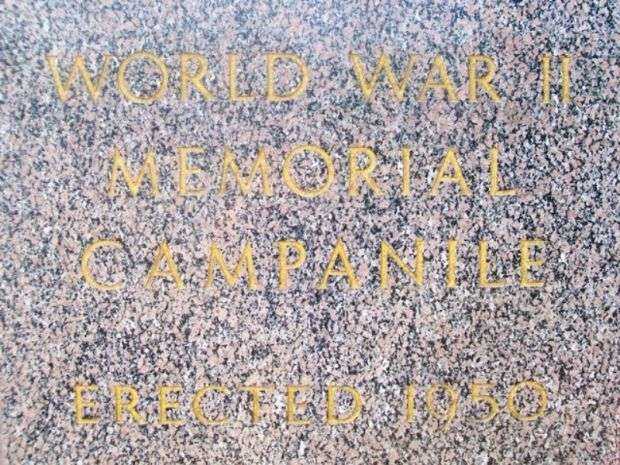 WORLD WAR II
MEMORIAL
CAMPANILE
ERECTED 1950